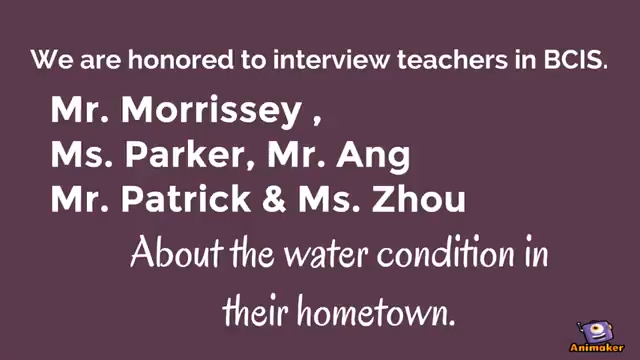 We are honored to interview teachers in BCIS.
Mr. Morrissey ,
Ms. Parker, Mr. Ang
Mr. Patrick & Ms. Zhou
About the water condition in
their hometown.
Animaker